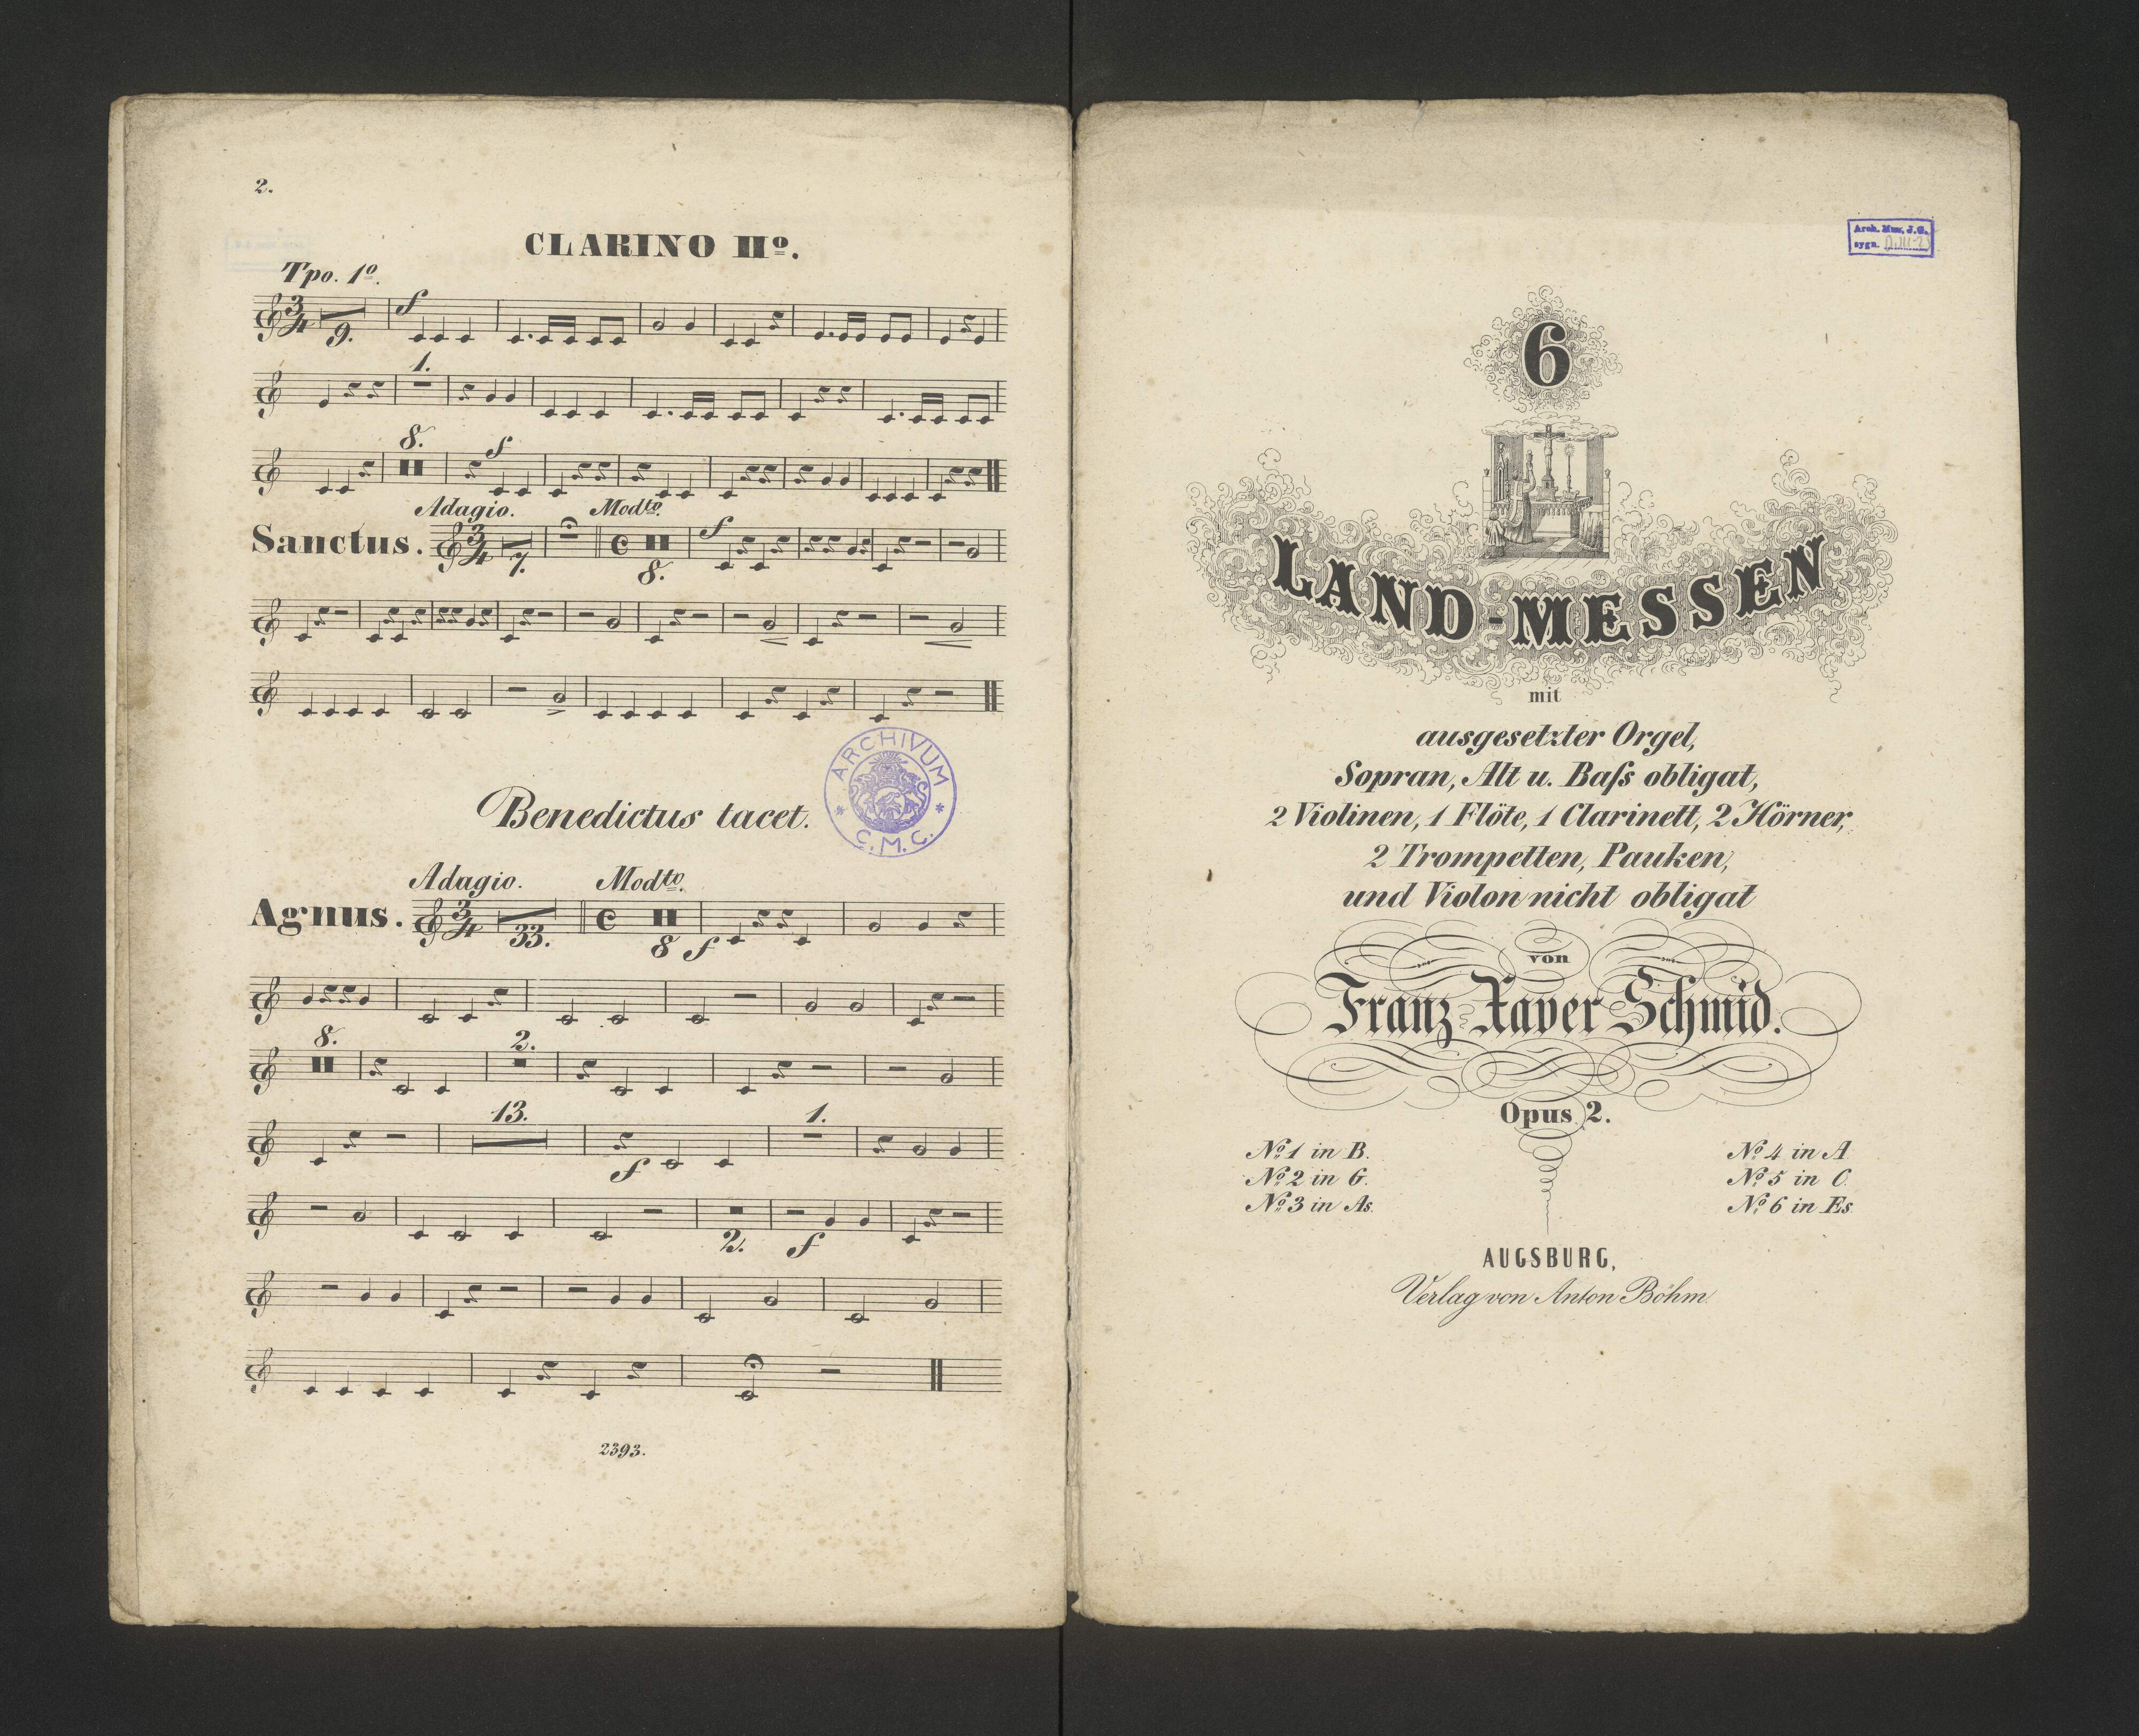 2.
CLARINO IIº.
Tpo. 1º.
9.
f
1.
8.
f
Adagio.
Modto.
Sanctus.
7.
8.
f
Benedictus tacet.
ARCHIVUM
* C.M.C. *
Adagio.
Modto.
Agnus.
33.
8
f
8.
2.
13.
1.
f
2.
f
2393.
Arch. Mus. J.G.
sygn.
6
LAND-MESSEN
mit
ausgesetzter Orgel,
Sopran, Alt u. Baſs obligat,
2 Violinen, 1 Flöte, 1 Clarinett, 2 Hörner,
2 Trompetten, Pauken,
und Violon nicht obligat
von
Franz Xaver Schmid.
Opus 2.
Nº 1 in B.
Nº 2 in G.
Nº 3 in As.
Nº 4 in A
Nº 5 in C.
Nº 6 in Es.
AUGSBURG,
Verlag von Anton Böhm.